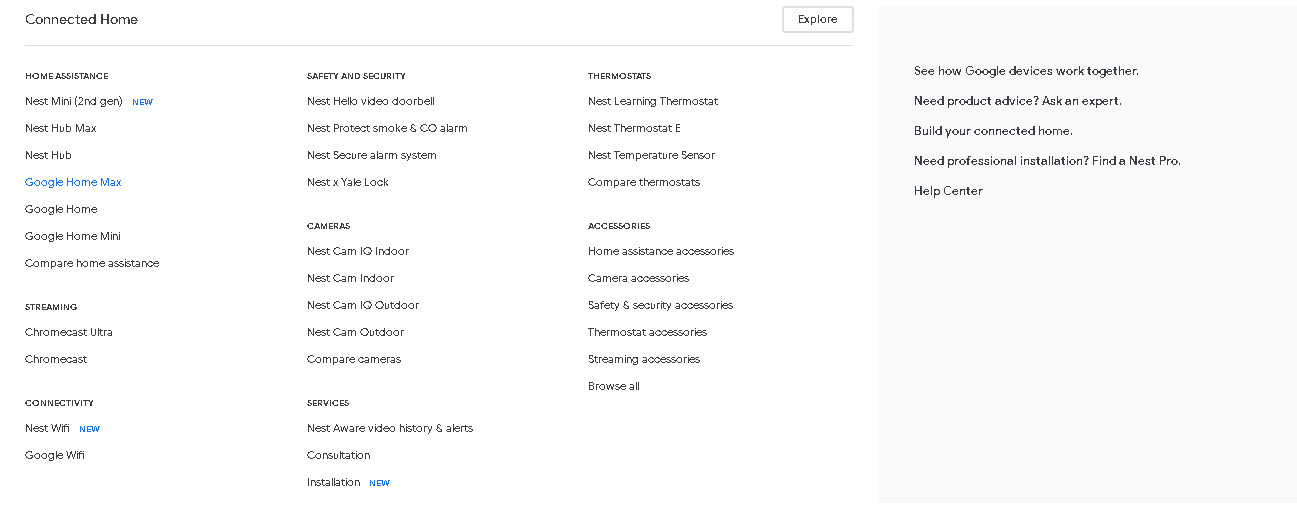 Connected Home
Explore
HOME ASSISTANCE
Nest Mini (2nd gen) NEW
Nest Hub Max
Nest Hub
Google Home Max
Google Home
Google Home Mini
Compare home assistance
STREAMING
Chromecast Ultra
Chromecast
CONNECTIVITY
Nest Wifi NEW
Google Wifi
SAFETY AND SECURITY
Nest Hello video doorbell
Nest Protect smoke & CO alarm
Nest Secure alarm system
Nest x Yale Lock
CAMERAS
Nest Cam IQ Indoor
Nest Cam Indoor
Nest Cam IQ Outdoor
Nest Cam Outdoor
Compare cameras
SERVICES
Nest Aware video history & alerts
Consultation
Installation NEW
THERMOSTATS
Nest Learning Thermostat
Nest Thermostat E
Nest Temperature Sensor
Compare thermostats
ACCESSORIES
Home assistance accessories
Camera accessories
Safety & security accessories
Thermostat accessories
Streaming accessories
Browse all
See how Google devices work together.
Need product advice? Ask an expert.
Build your connected home.
Need professional installation? Find a Nest Pro.
Help Center